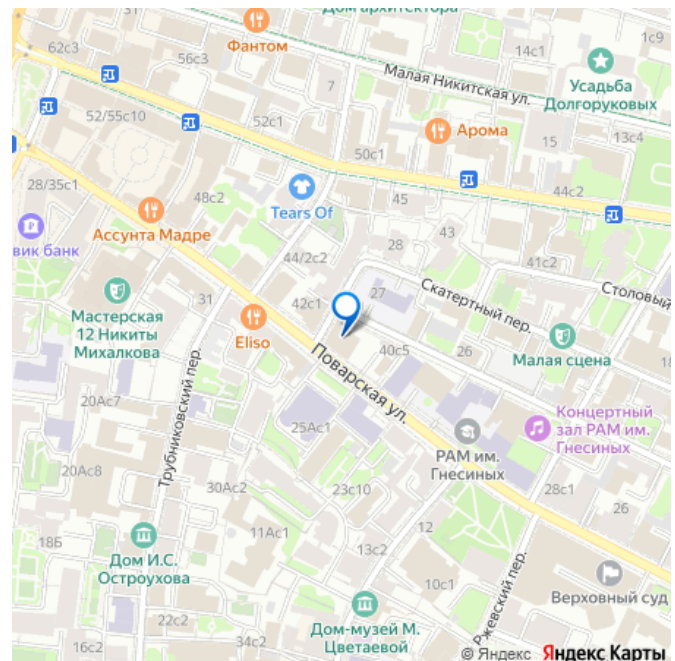 Дом архитектора
1с9
62с3
Фантом
14с1
56с3
Малая Никитская ул.
7
Усадьба
Долгоруковых
52/55с10
52с1
Арома
15
13с4
50с1
28/35с1
44с2
48с2
Tears Of
45
вик банк
Ассунта Мадре
43
28
44/2с2
41с2
Скатертный пер.
Столовый
27
31
42с1
Мастерская
12 Никиты
Михалкова
Eliso
Поварская ул.
40с5
26
Малая сцена
Трубниковский пер.
20Ас7
25Ас1
Концертный
зал РАМ им.
Гнесиных
РАМ им.
Гнесиных
20Ас8
30Ас2
23с10
28с1
26
11Ас1
12
18Б
Дом И.С.
Остроухова
13с2
10с1
Верховный суд
Ржевский пер.
22с2
34с2
Дом-музей М.
Цветаевой
© Яндекс Яндекс Карты